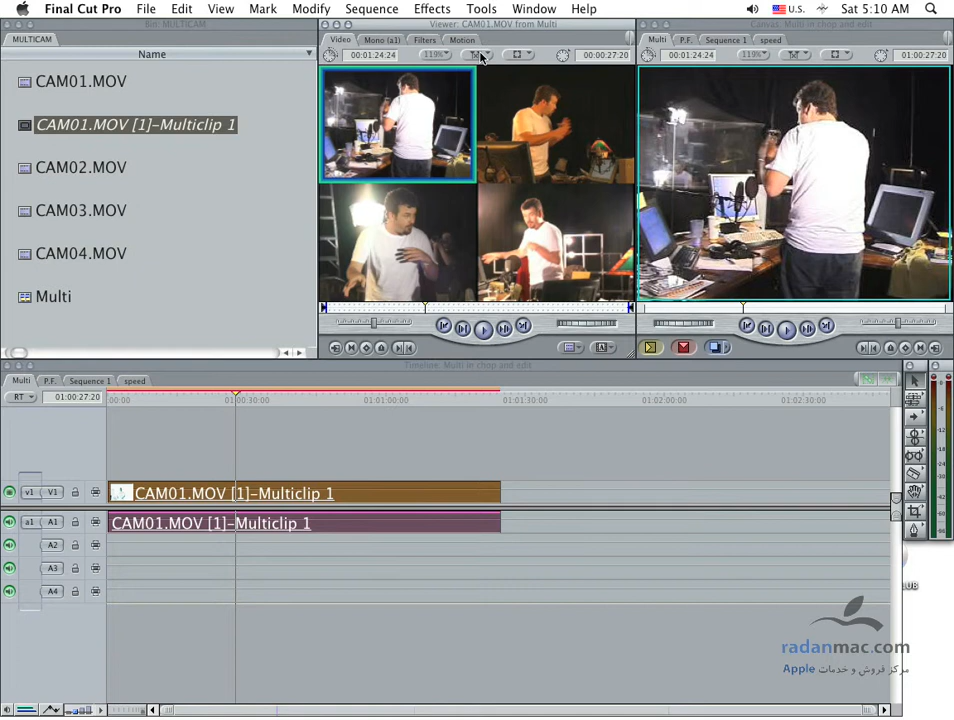 Final Cut Pro File Edit View Mark Modify Sequence Effects Tools Window Help U.S. Sat 5:10 AM
Bin: MULTICAM
Viewer: CAM01.MOV from Multi
Canvas: Multi in chop and edit
MULTICAM
Video Mono (a1) Filters Motion
Multi P.F. Sequence 1 speed
00:01:24:24 119% 00:00:27:20
00:01:24:24 119% 01:00:27:20
Name
CAM01.MOV
CAM01.MOV [1]-Multiclip 1
CAM02.MOV
CAM03.MOV
CAM04.MOV
Multi
Timeline: Multi in chop and edit
Multi P.F. Sequence 1 speed
RT 01:00:27:20 00:00 01:00:30:00 01:01:00:00 01:01:30:00 01:02:00:00 01:02:30:00
v1 V1 CAM01.MOV [1]-Multiclip 1
a1 A1 CAM01.MOV [1]-Multiclip 1
A2
A3
A4
radanmac.com
مرکز فروش و خدمات Apple